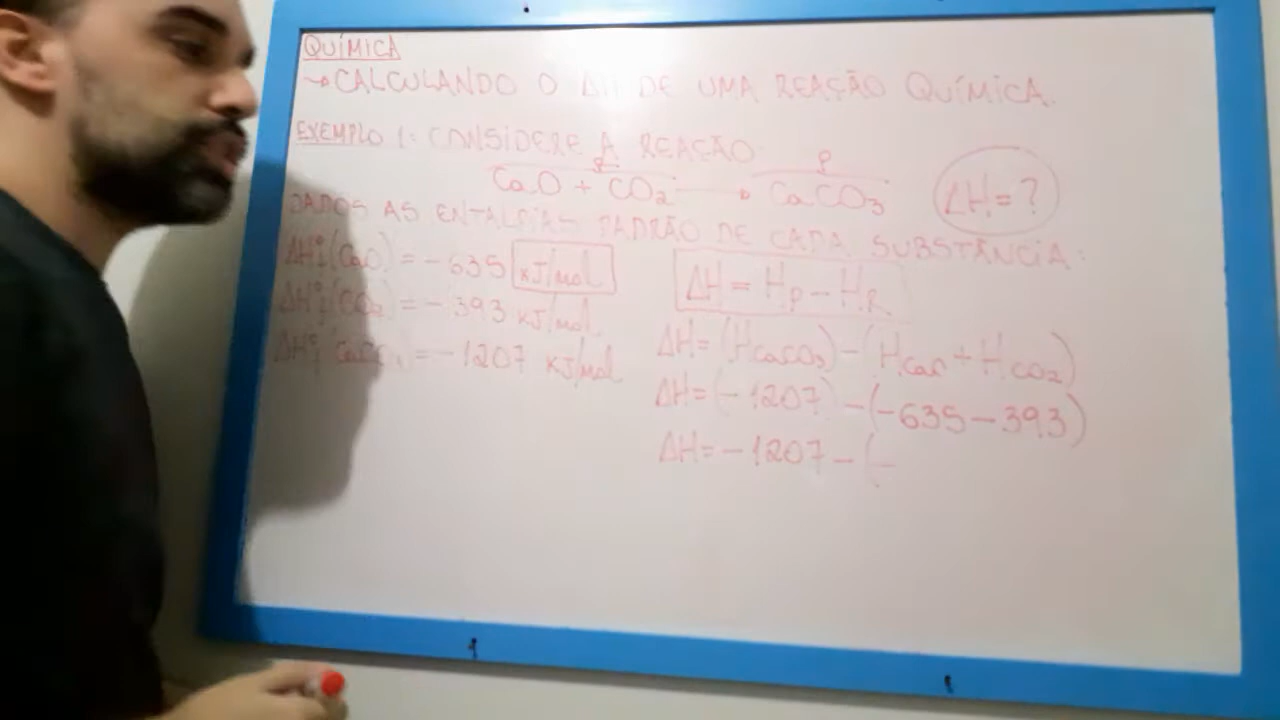 QUÍMICA
→ CALCULANDO O ΔH DE UMA REAÇÃO QUÍMICA.
EXEMPLO 1: CONSIDERE A REAÇÃO
R P
CaO + CO₂ → CaCO₃ ΔH = ?
DADOS AS ENTALPIAS PADRÃO DE CADA SUBSTÂNCIA:
ΔH°f(CaO) = -635 kJ/mol
ΔH°f(CO₂) = -393 kJ/mol
ΔH°f CaCO₃ = -1207 kJ/mol
ΔH = HP - HR
ΔH = (HCaCO₃) - (HCaO + HCO₂)
ΔH = (-1207) - (-635 - 393)
ΔH = -1207 - (-